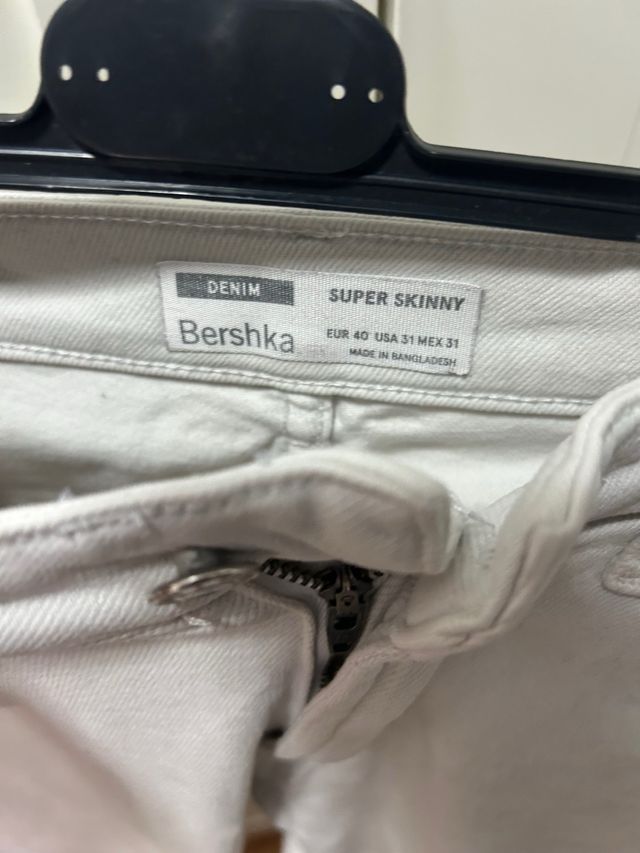 DENIM
Bershka
SUPER SKINNY
EUR 40 USA 31 MEX 31
MADE IN BANGLADESH